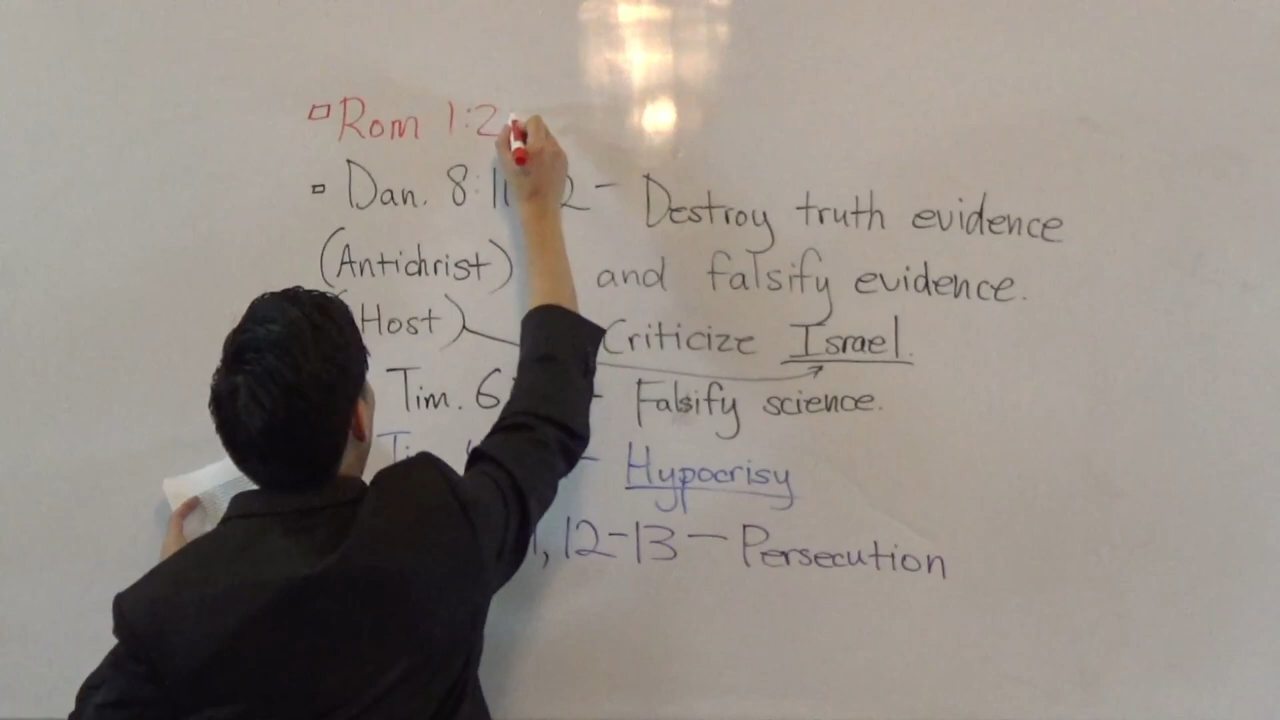 Rom 1:2
Dan. 8:11 2 - Destroy truth evidence
(Antichrist) and falsify evidence.
(Host) Criticize Israel.
Tim. 6 - Falsify science.
- Hypocrisy
, 12-13 - Persecution